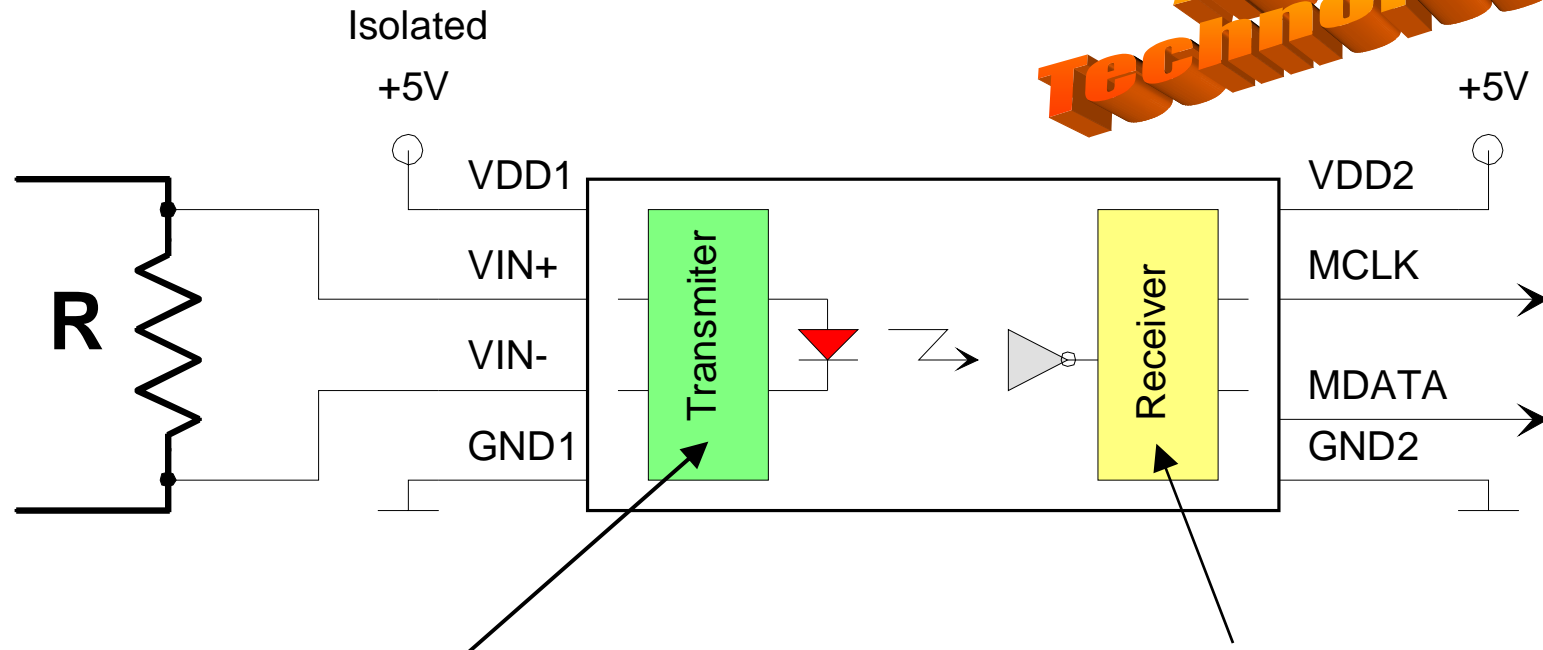 Isolated
+5V
+5V
VDD1
VDD2
VIN+
MCLK
R
VIN-
MDATA
GND1
GND2
Transmiter
Receiver